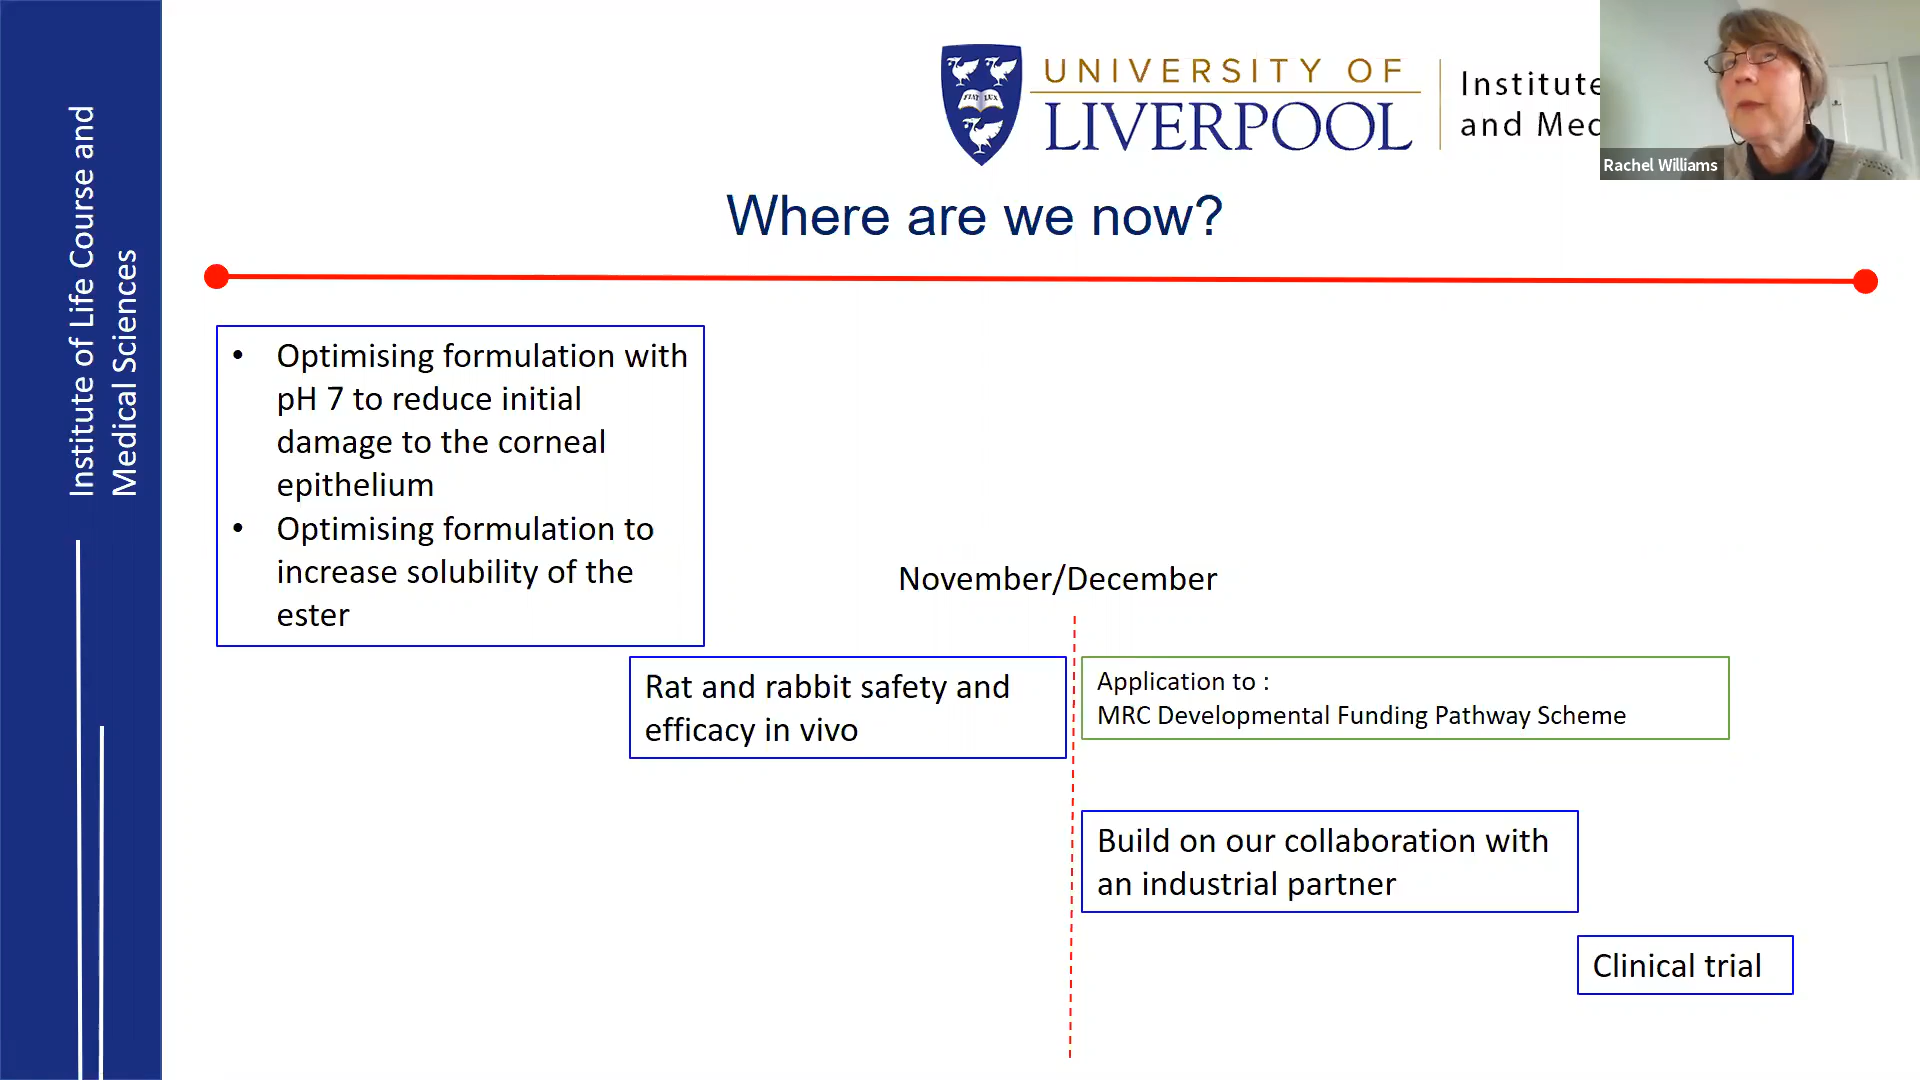 Institute of Life Course and
Medical Sciences
FIAT LUX
UNIVERSITY OF
LIVERPOOL
Institute
and Med
Rachel Williams
Where are we now?
• Optimising formulation with
pH 7 to reduce initial
damage to the corneal
epithelium
• Optimising formulation to
increase solubility of the
ester
November/December
Rat and rabbit safety and
efficacy in vivo
Application to :
MRC Developmental Funding Pathway Scheme
Build on our collaboration with
an industrial partner
Clinical trial